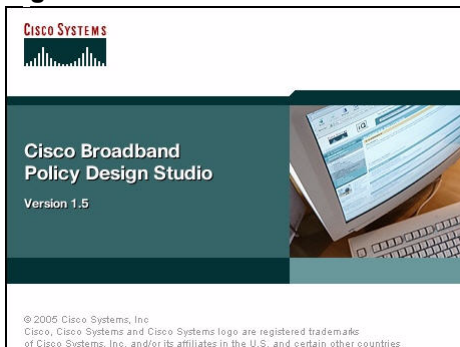 CISCO SYSTEMS
Cisco Broadband
Policy Design Studio
Version 1.5
© 2005 Cisco Systems, Inc
Cisco, Cisco Systems and Cisco Systems logo are registered trademarks
of Cisco Systems, Inc. and/or its affiliates in the U.S. and certain other countries